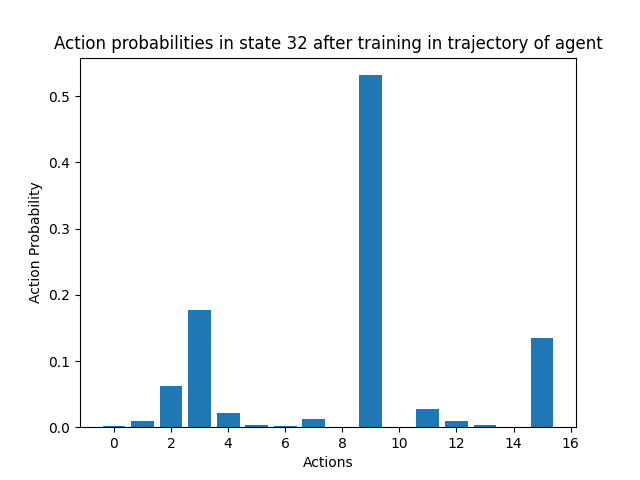 Action probabilities in state 32 after training in trajectory of agent
0.5
0.4
0.3
0.2
0.1
0.0
Action Probability
0 2 4 6 8 10 12 14 16
Actions